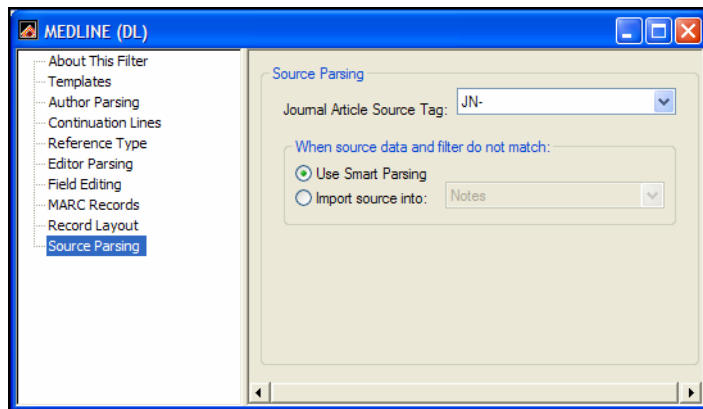 MEDLINE (DL)
About This Filter
Templates
Author Parsing
Continuation Lines
Reference Type
Editor Parsing
Field Editing
MARC Records
Record Layout
Source Parsing
Source Parsing
Journal Article Source Tag: JN-
When source data and filter do not match:
Use Smart Parsing
Import source into: Notes